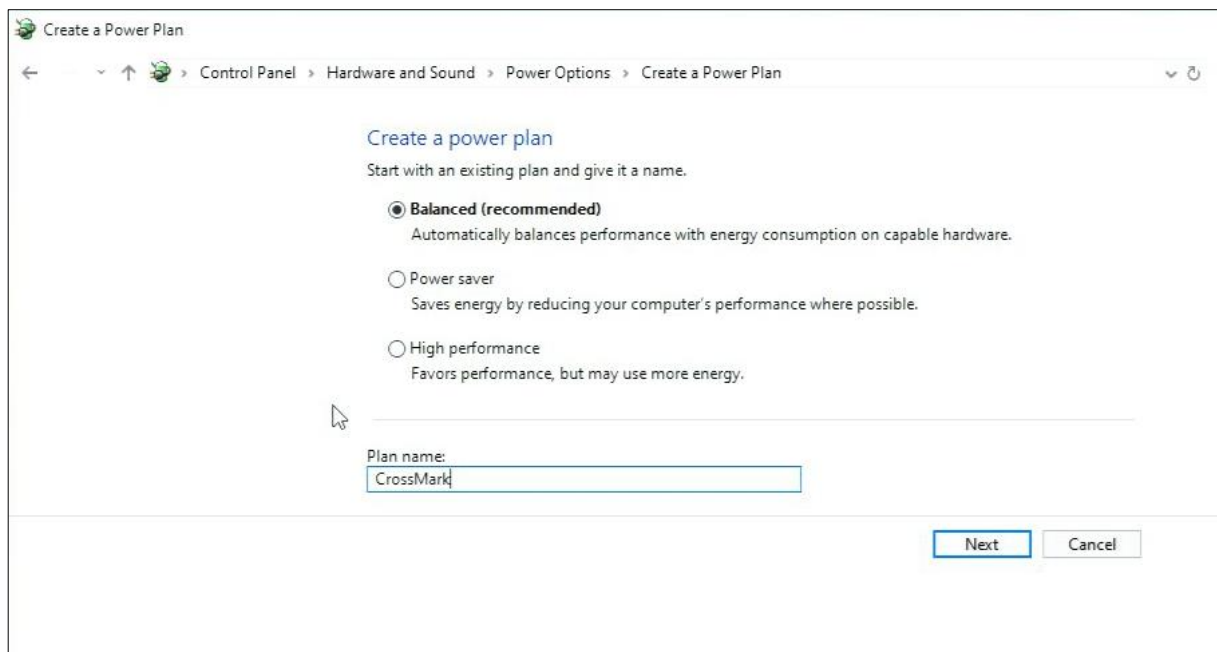 Create a Power Plan
Control Panel > Hardware and Sound > Power Options > Create a Power Plan
Create a power plan
Start with an existing plan and give it a name.
Balanced (recommended)
Automatically balances performance with energy consumption on capable hardware.
Power saver
Saves energy by reducing your computer's performance where possible.
High performance
Favors performance, but may use more energy.
Plan name:
CrossMark
Next Cancel